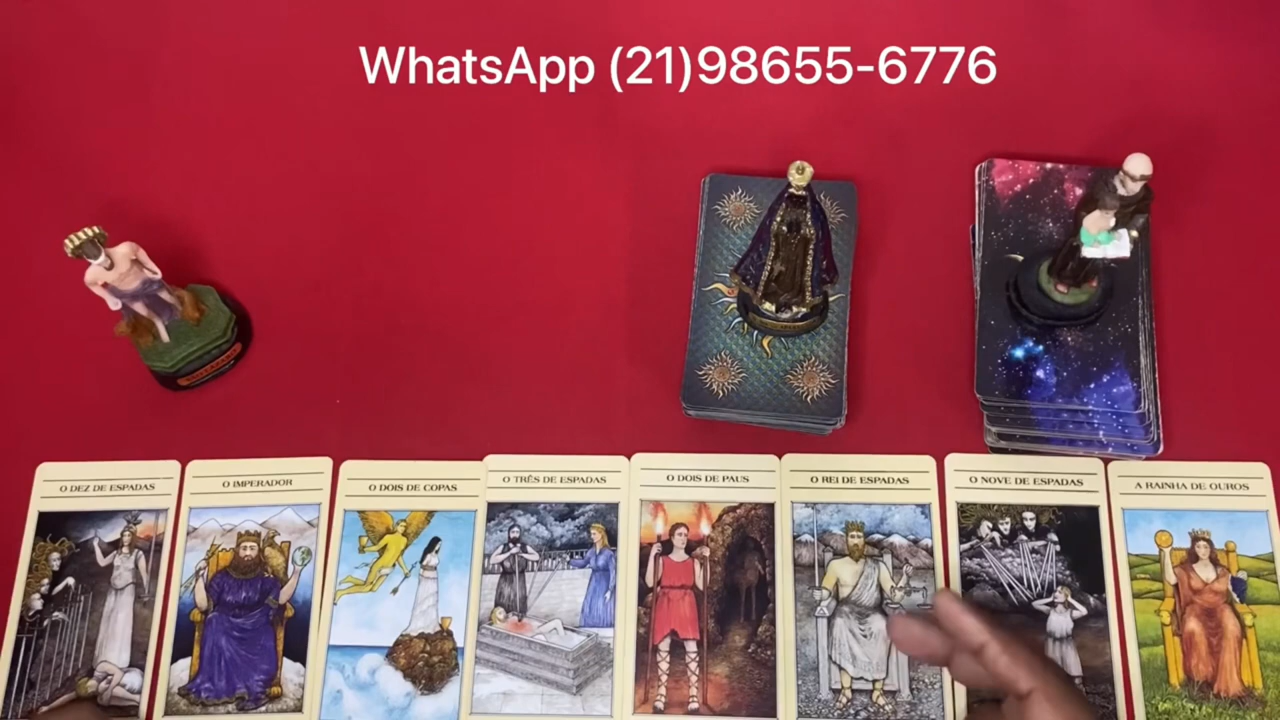 WhatsApp (21)98655-6776
O DEZ DE ESPADAS
O IMPERADOR
O DOIS DE COPAS
O TRÊS DE ESPADAS
O DOIS DE PAUS
O REI DE ESPADAS
O NOVE DE ESPADAS
A RAINHA DE OUROS